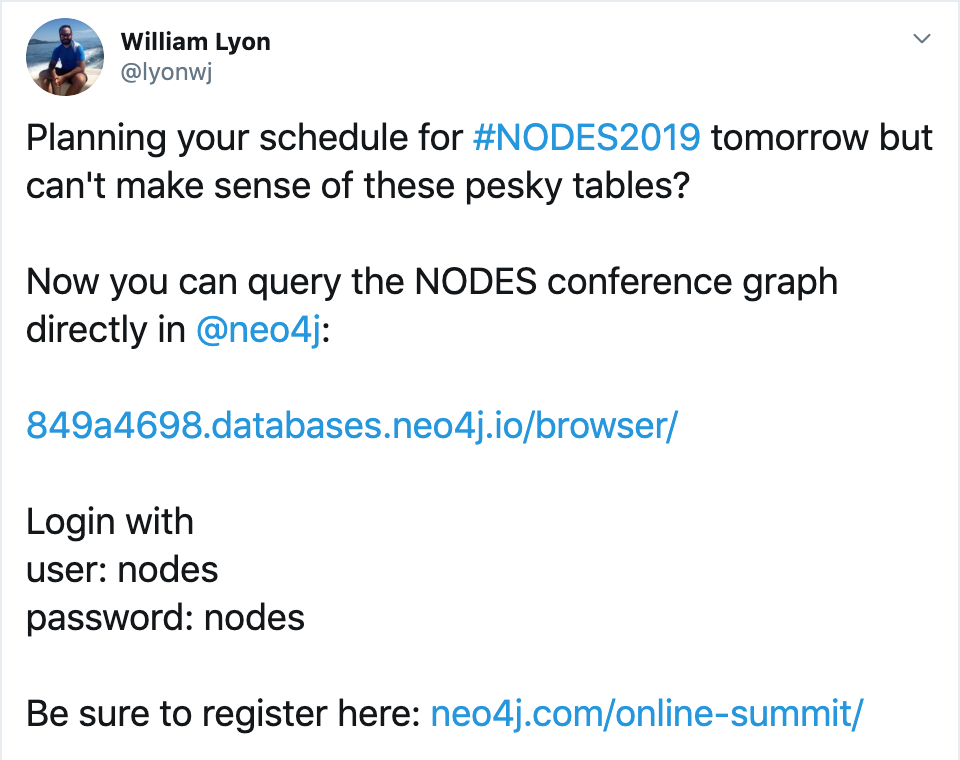 William Lyon
@lyonwj
Planning your schedule for #NODES2019 tomorrow but
can't make sense of these pesky tables?
Now you can query the NODES conference graph
directly in @neo4j:
849a4698.databases.neo4j.io/browser/
Login with
user: nodes
password: nodes
Be sure to register here: neo4j.com/online-summit/